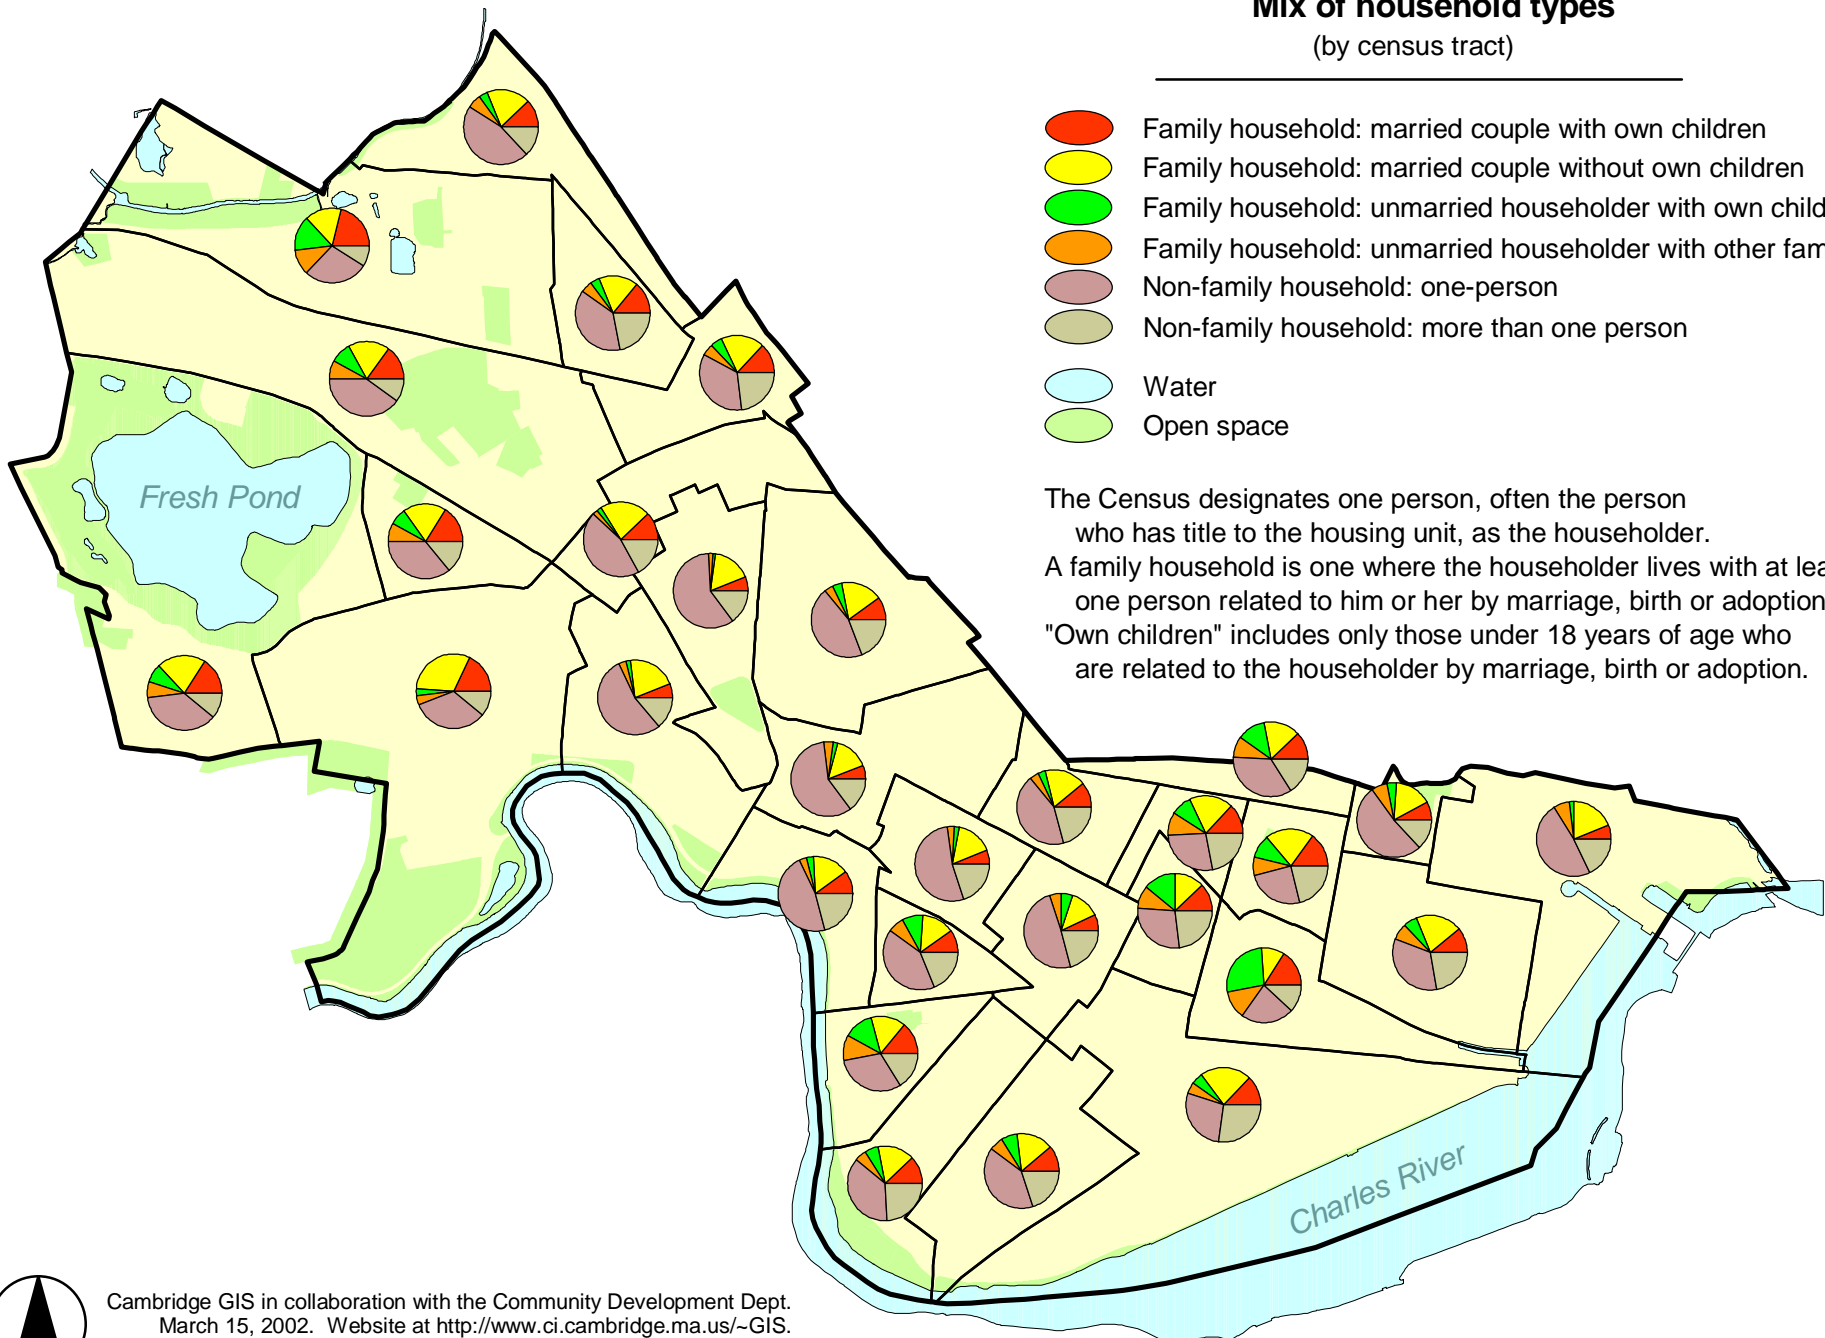 Mix of household types
(by census tract)
Family household: married couple with own children
Family household: married couple without own children
Family household: unmarried householder with own child
Family household: unmarried householder with other fam
Non-family household: one-person
Non-family household: more than one person
Water
Open space
The Census designates one person, often the person
who has title to the housing unit, as the householder.
A family household is one where the householder lives with at lea
one person related to him or her by marriage, birth or adoption
"Own children" includes only those under 18 years of age who
are related to the householder by marriage, birth or adoption.
Fresh Pond
Charles River
Cambridge GIS in collaboration with the Community Development Dept.
March 15, 2002. Website at http://www.ci.cambridge.ma.us/~GIS.